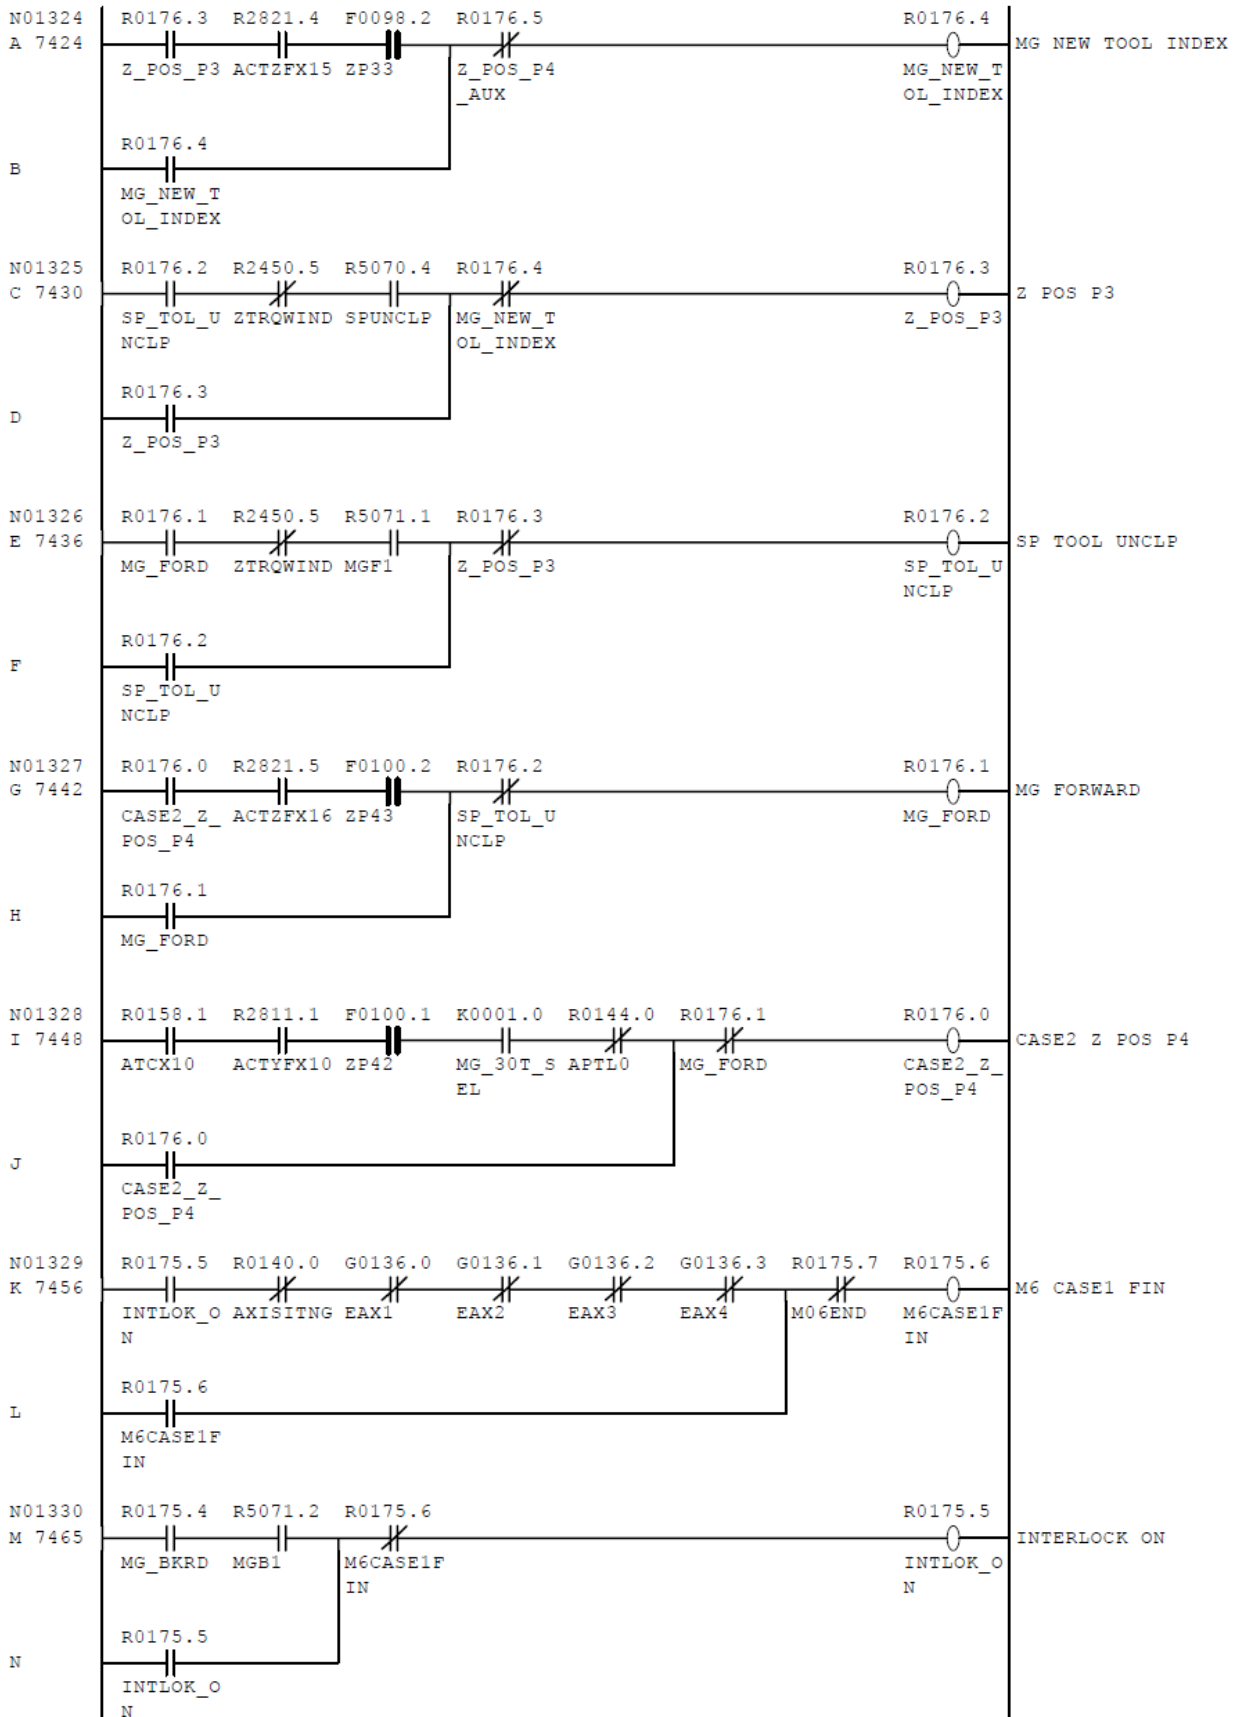 N01324 R0176.3 R2821.4 F0098.2 R0176.5 R0176.4
A 7424 MG NEW TOOL INDEX
Z_POS_P3 ACTZFX15 ZP33 Z_POS_P4 MG_NEW_T
_AUX OL_INDEX
R0176.4
B
MG_NEW_T
OL_INDEX
N01325 R0176.2 R2450.5 R5070.4 R0176.4 R0176.3
C 7430 Z POS P3
SP_TOL_U ZTRQWIND SPUNCLP MG_NEW_T Z_POS_P3
NCLP OL_INDEX
R0176.3
D
Z_POS_P3
N01326 R0176.1 R2450.5 R5071.1 R0176.3 R0176.2
E 7436 SP TOOL UNCLP
MG_FORD ZTRQWIND MGF1 Z_POS_P3 SP_TOL_U
NCLP
R0176.2
F
SP_TOL_U
NCLP
N01327 R0176.0 R2821.5 F0100.2 R0176.2 R0176.1
G 7442 MG FORWARD
CASE2_Z_ ACTZFX16 ZP43 SP_TOL_U MG_FORD
POS_P4 NCLP
R0176.1
H
MG_FORD
N01328 R0158.1 R2811.1 F0100.1 K0001.0 R0144.0 R0176.1 R0176.0
I 7448 CASE2 Z POS P4
ATCX10 ACTYFX10 ZP42 MG_30T_S APTL0 MG_FORD CASE2_Z_
EL POS_P4
R0176.0
J
CASE2_Z_
POS_P4
N01329 R0175.5 R0140.0 G0136.0 G0136.1 G0136.2 G0136.3 R0175.7 R0175.6
K 7456 M6 CASE1 FIN
INTLOK_O AXISITNG EAX1 EAX2 EAX3 EAX4 M06END M6CASE1F
N IN
R0175.6
L
M6CASE1F
IN
N01330 R0175.4 R5071.2 R0175.6 R0175.5
M 7465 INTERLOCK ON
MG_BKRD MGB1 M6CASE1F INTLOK_O
IN N
R0175.5
N
INTLOK_O
N